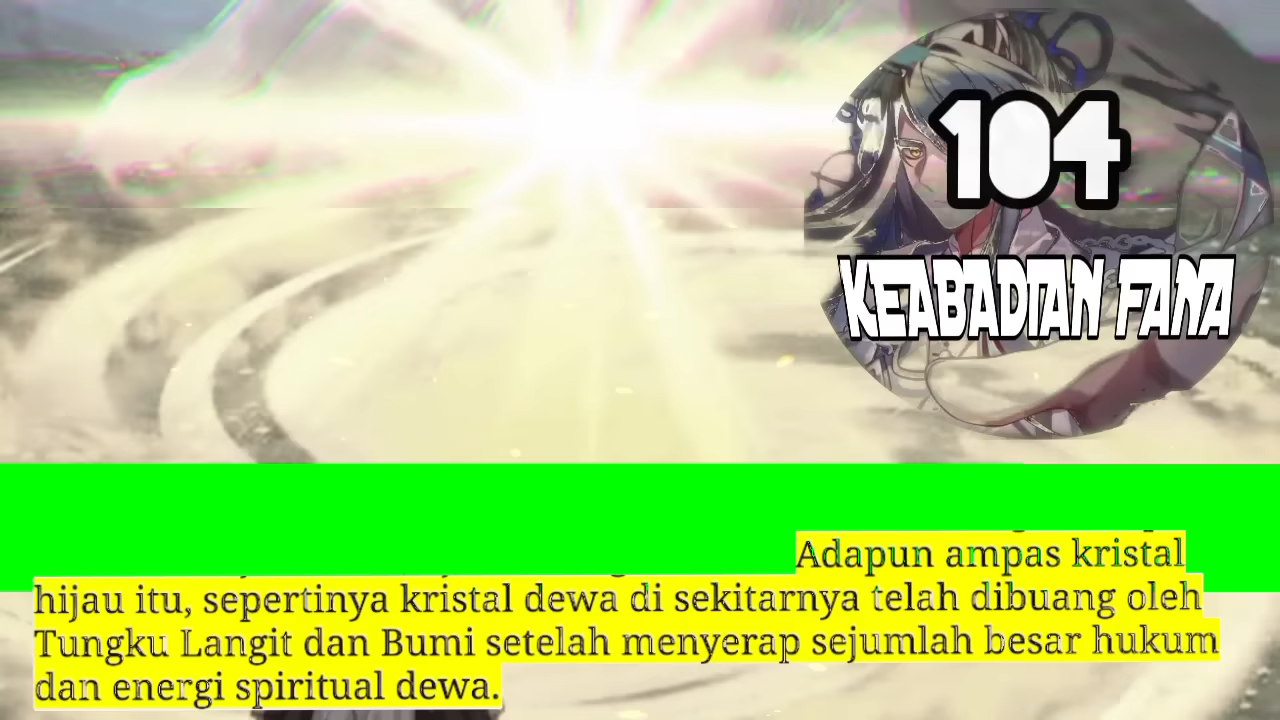 104
KEABADIAN FANA
Adapun ampas kristal
hijau itu, sepertinya kristal dewa di sekitarnya telah dibuang oleh
Tungku Langit dan Bumi setelah menyerap sejumlah besar hukum
dan energi spiritual dewa.